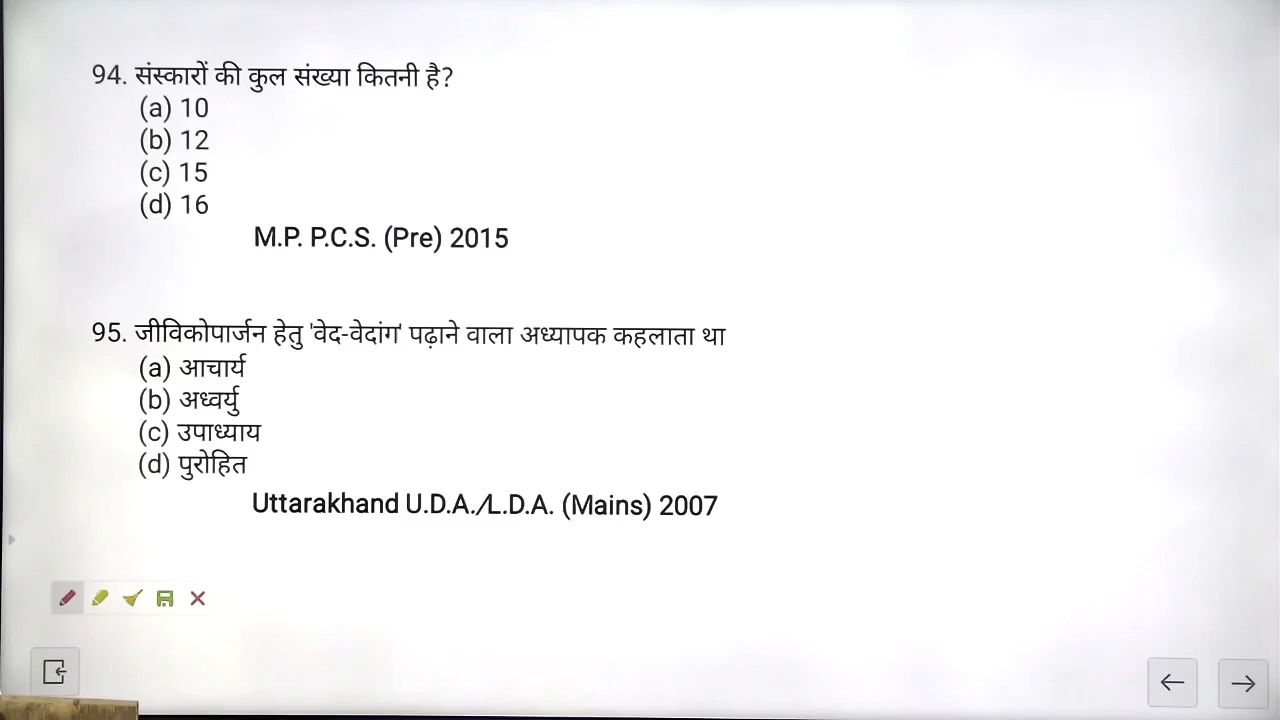 94. संस्कारों की कुल संख्या कितनी है?
(a) 10
(b) 12
(c) 15
(d) 16
M.P. P.C.S. (Pre) 2015
95. जीविकोपार्जन हेतु 'वेद-वेदांग' पढ़ाने वाला अध्यापक कहलाता था
(a) आचार्य
(b) अध्वर्यु
(c) उपाध्याय
(d) पुरोहित
Uttarakhand U.D.A./L.D.A. (Mains) 2007